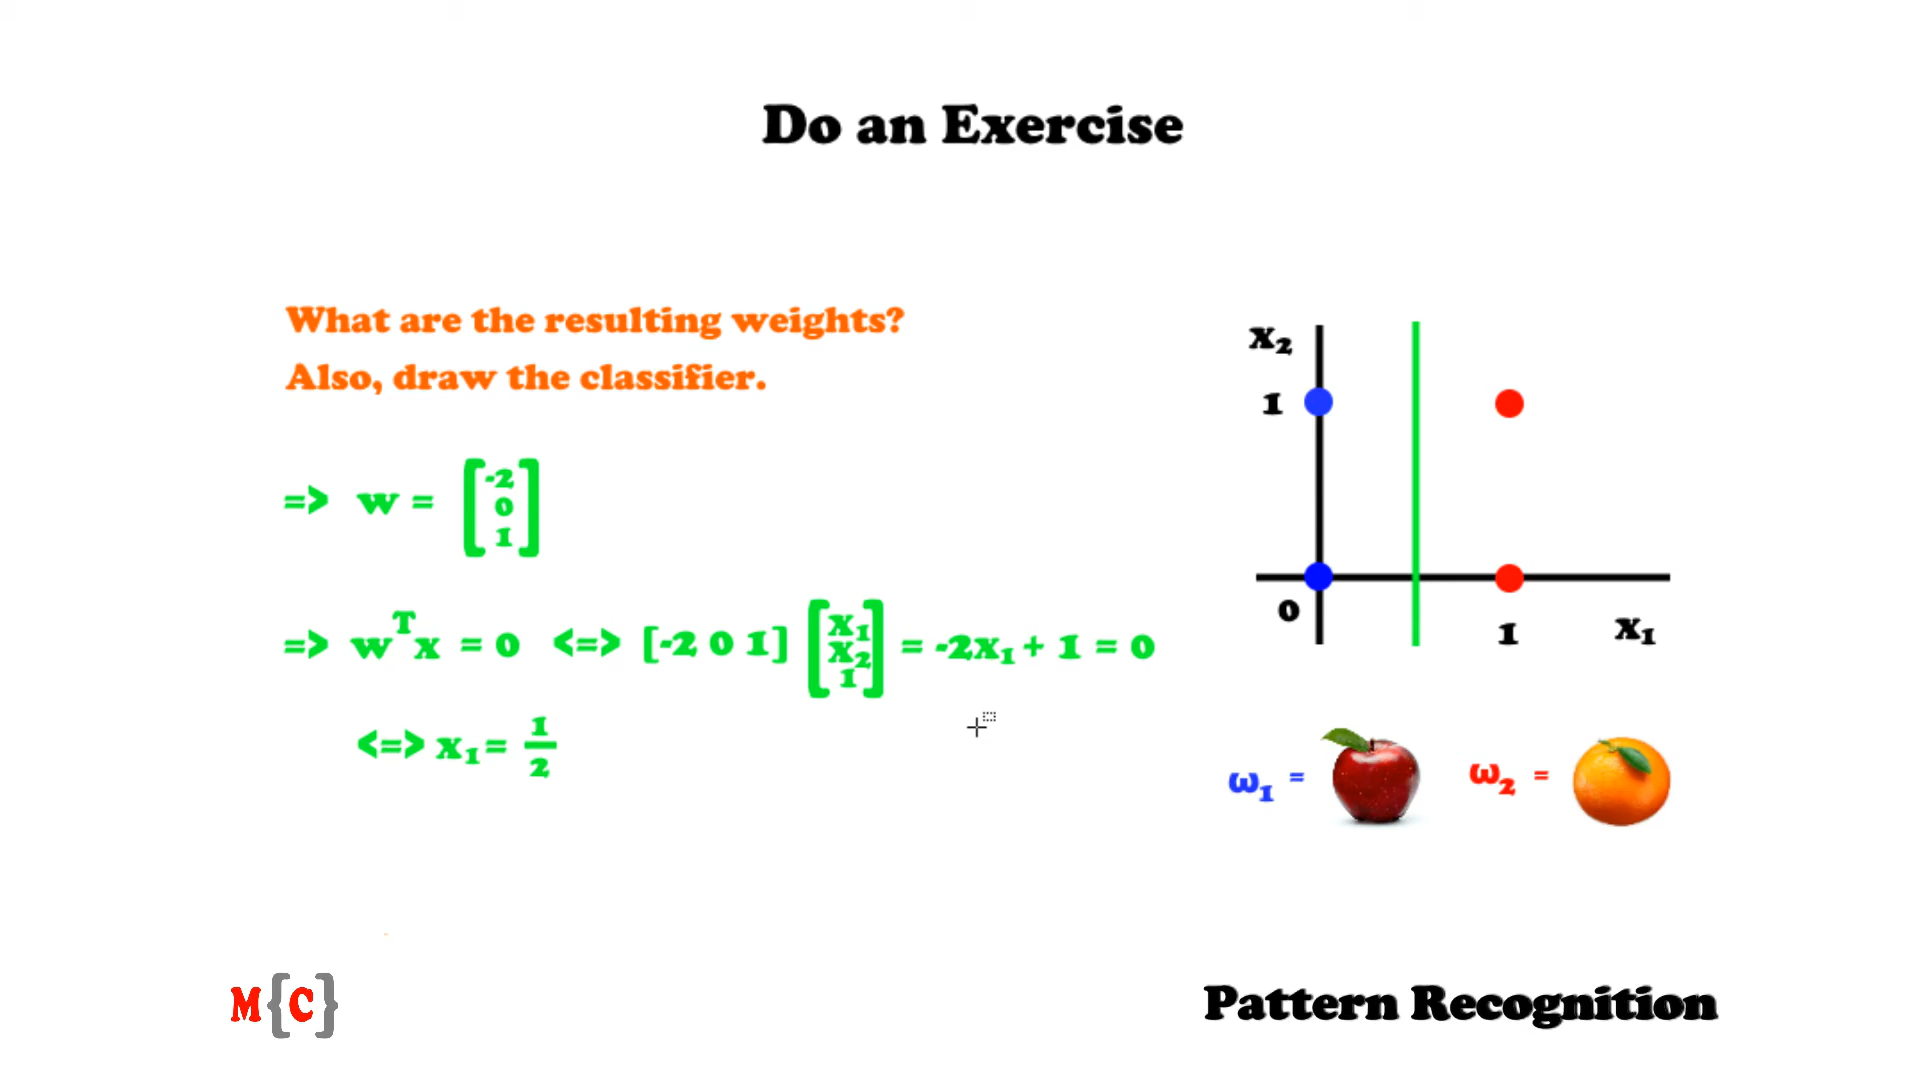 Do an Exercise
What are the resulting weights?
Also, draw the classifier.
=> w = [-2 0 1]
=> wᵀx = 0 <=> [-2 0 1] [x₁ x₂ 1] = -2x₁ + 1 = 0
<=> x₁ = 1/2
x₂
1
0
1
x₁
ω₁ =
ω₂ =
M{C}
Pattern Recognition